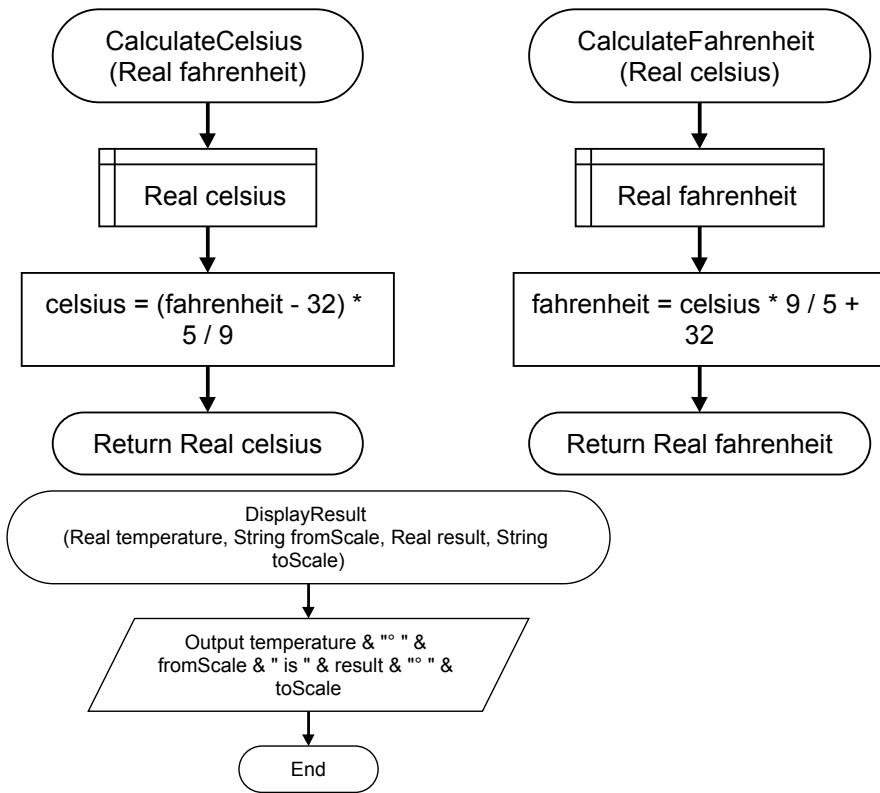 CalculateCelsius
(Real fahrenheit)
Real celsius
celsius = (fahrenheit - 32) *
5 / 9
Return Real celsius
CalculateFahrenheit
(Real celsius)
Real fahrenheit
fahrenheit = celsius * 9 / 5 +
32
Return Real fahrenheit
DisplayResult
(Real temperature, String fromScale, Real result, String
toScale)
Output temperature & "° " &
fromScale & " is " & result & "° " &
toScale
End